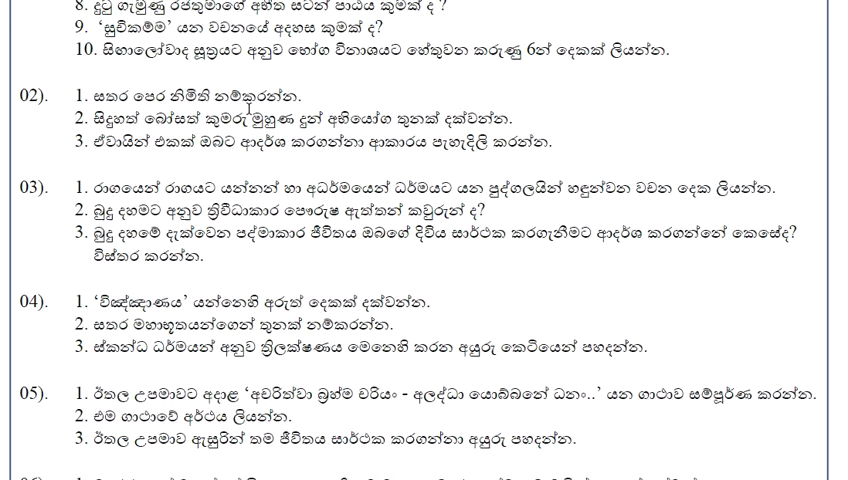 8. දුටු ගැමුණු රජතුමාගේ අභීත සටන් පාඨය කුමක් ද ?
9. ‘සුචිකම්ම’ යන වචනයේ අදහස කුමක් ද?
10. සිඟාලෝවාද සූත්‍රයට අනුව භෝග විනාශයට හේතුවන කරුණු 6න් දෙකක් ලියන්න.
02). 1. සතර පෙර නිමිති නම්කරන්න.
2. සිදුහත් බෝසත් කුමරු මුහුණ දුන් අභියෝග තුනක් දක්වන්න.
3. ඒවායින් එකක් ඔබට ආදර්ශ කරගන්නා ආකාරය පැහැදිලි කරන්න.
03). 1. රාගයෙන් රාගයට යන්නන් හා අධර්මයෙන් ධර්මයට යන පුද්ගලයින් හඳුන්වන වචන දෙක ලියන්න.
2. බුදු දහමට අනුව ත්‍රිවිධාකාර පෞරුෂ ඇත්තන් කවුරුන් ද?
3. බුදු දහමේ දැක්වෙන පද්මාකාර ජීවිතය ඔබගේ දිවිය සාර්ථක කරගැනීමට ආදර්ශ කරගන්නේ කෙසේද?
විස්තර කරන්න.
04). 1. ‘විඤ්ඤාණය’ යන්නෙහි අරුත් දෙකක් දක්වන්න.
2. සතර මහාභූතයන්ගෙන් තුනක් නම්කරන්න.
3. ස්කන්ධ ධර්මයන් අනුව ත්‍රිලක්ෂණය මෙනෙහි කරන අයුරු කෙටියෙන් පහදන්න.
05). 1. ඊතල උපමාවට අදාළ ‘අචරිත්වා බ්‍රහ්ම චරියං - අලද්ධා යොබ්බනේ ධනං..’ යන ගාථාව සම්පූර්ණ කරන්න.
2. එම ගාථාවේ අර්ථය ලියන්න.
3. ඊතල උපමාව ඇසුරින් තම ජීවිතය සාර්ථක කරගන්නා අයුරු පහදන්න.